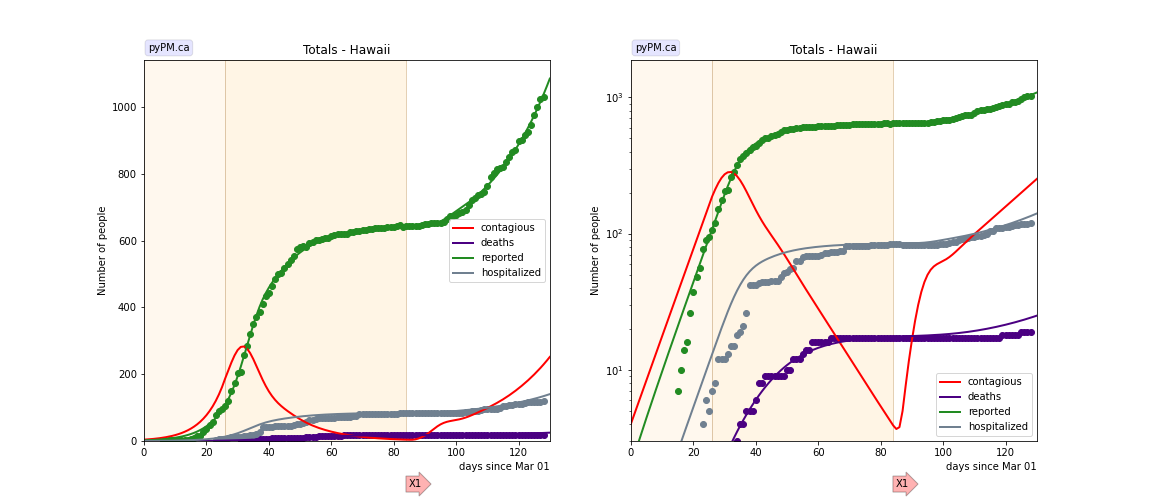 pyPM.ca
Totals - Hawaii
Number of people
1000
800
600
400
200
0
0 20 40 60 80 100 120
days since Mar 01
contagious
deaths
reported
hospitalized
X1
pyPM.ca
Totals - Hawaii
Number of people
10³
10²
10¹
0 20 40 60 80 100 120
days since Mar 01
contagious
deaths
reported
hospitalized
X1